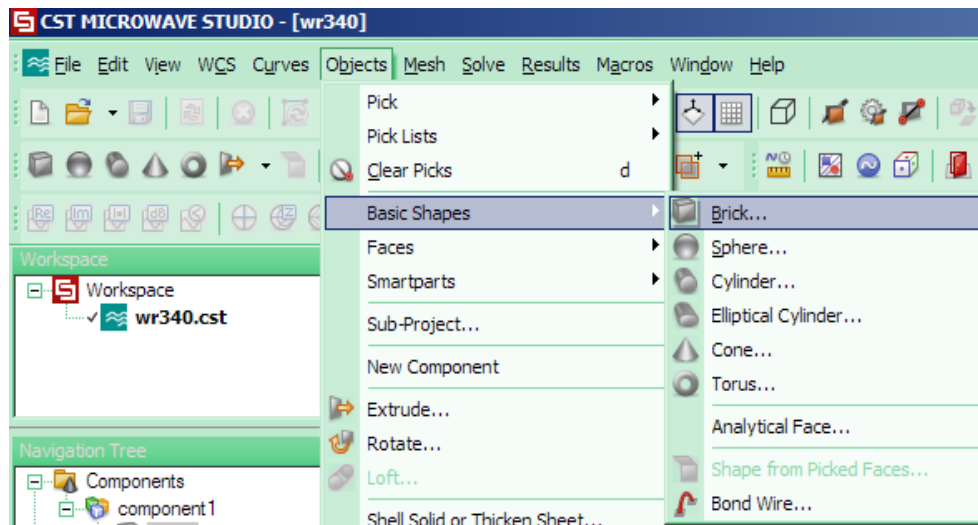 CST MICROWAVE STUDIO - [wr340]
File Edit View WCS Curves Objects Mesh Solve Results Macros Window Help
Pick
Pick Lists
Clear Picks d
Basic Shapes
Faces
Smartparts
Sub-Project...
New Component
Extrude...
Rotate...
Loft...
Shell Solid or Thicken Sheet...
Brick...
Sphere...
Cylinder...
Elliptical Cylinder...
Cone...
Torus...
Analytical Face...
Shape from Picked Faces...
Bond Wire...
Re Im |•| dB
Workspace
Workspace
wr340.cst
Navigation Tree
Components
component1